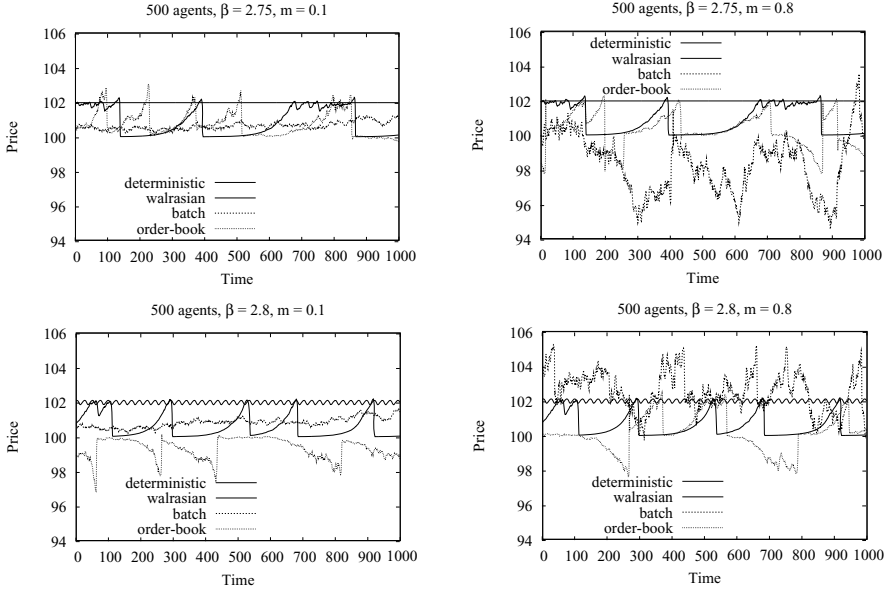 500 agents, β = 2.75, m = 0.1
106
104
102
100
98
96
94
Price
deterministic
walrasian
batch
order-book
0 100 200 300 400 500 600 700 800 900 1000
Time
500 agents, β = 2.75, m = 0.8
106
104
102
100
98
96
94
Price
deterministic
walrasian
batch
order-book
0 100 200 300 400 500 600 700 800 900 1000
Time
500 agents, β = 2.8, m = 0.1
106
104
102
100
98
96
94
Price
deterministic
walrasian
batch
order-book
0 100 200 300 400 500 600 700 800 900 1000
Time
500 agents, β = 2.8, m = 0.8
106
104
102
100
98
96
94
Price
deterministic
walrasian
batch
order-book
0 100 200 300 400 500 600 700 800 900 1000
Time